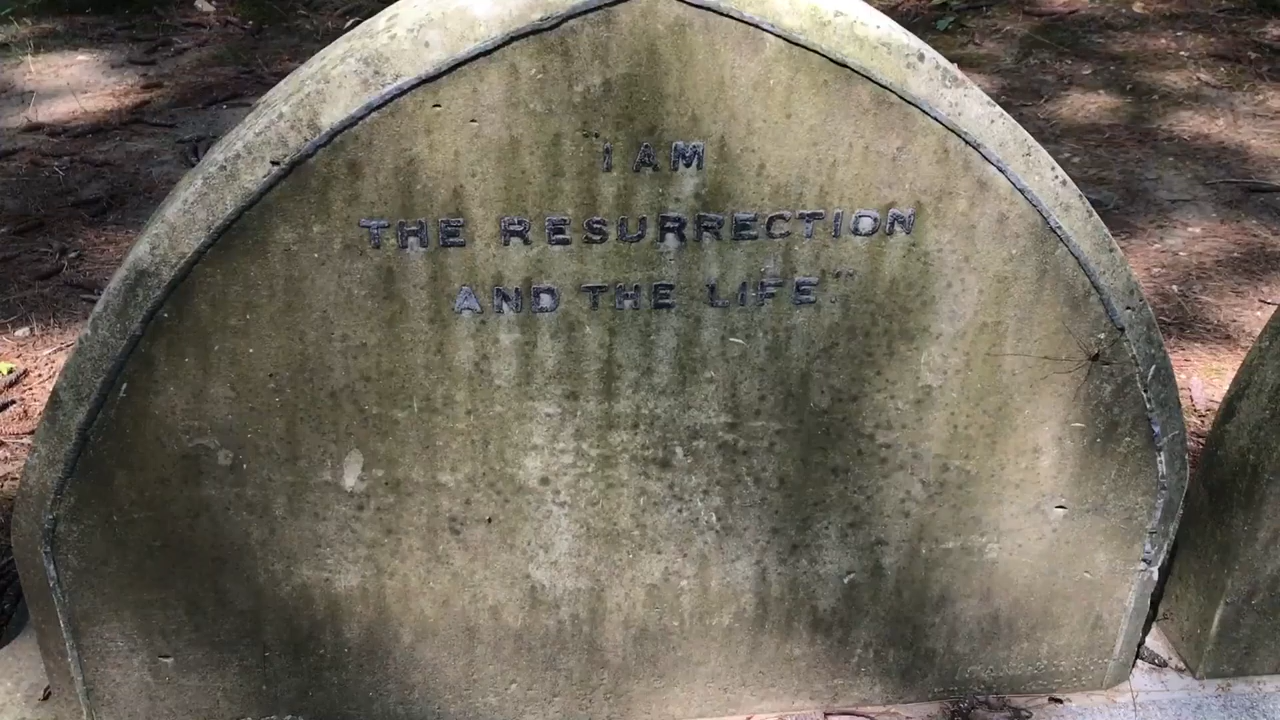 "I AM
THE RESURRECTION
AND THE LIFE"